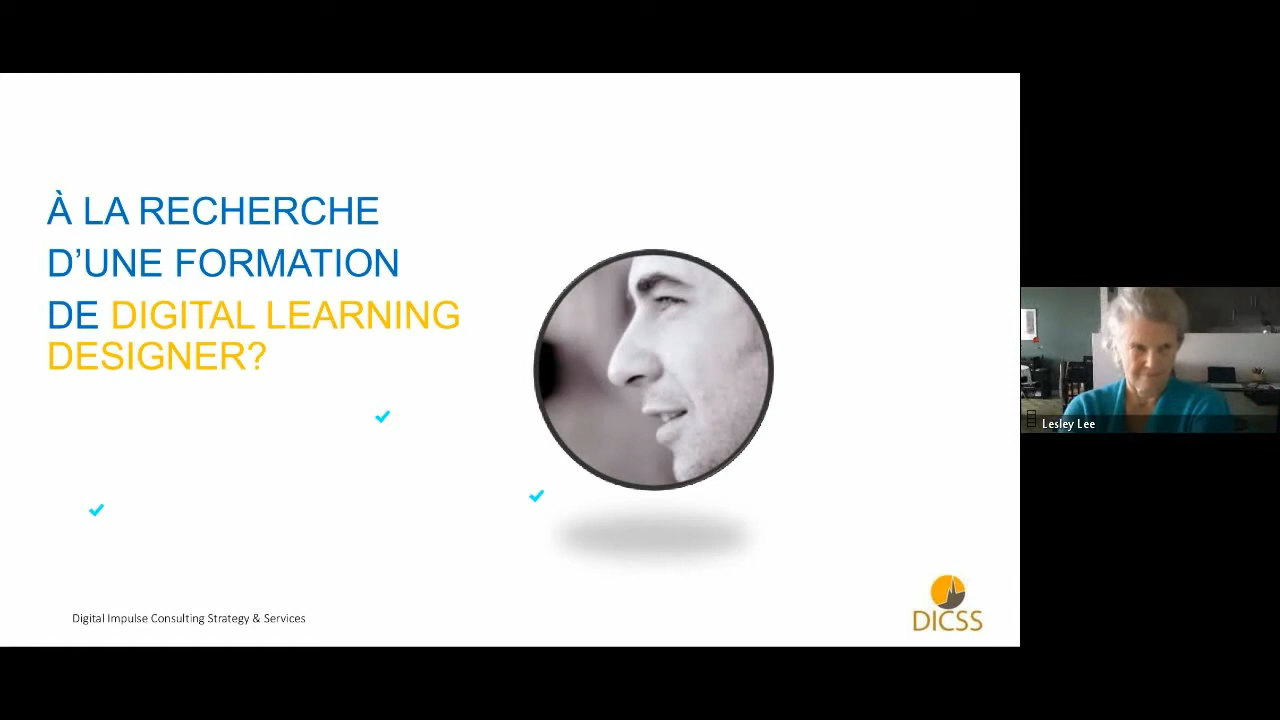 À LA RECHERCHE
D’UNE FORMATION
DE DIGITAL LEARNING
DESIGNER?
Lesley Lee
Digital Impulse Consulting Strategy & Services
DICSS